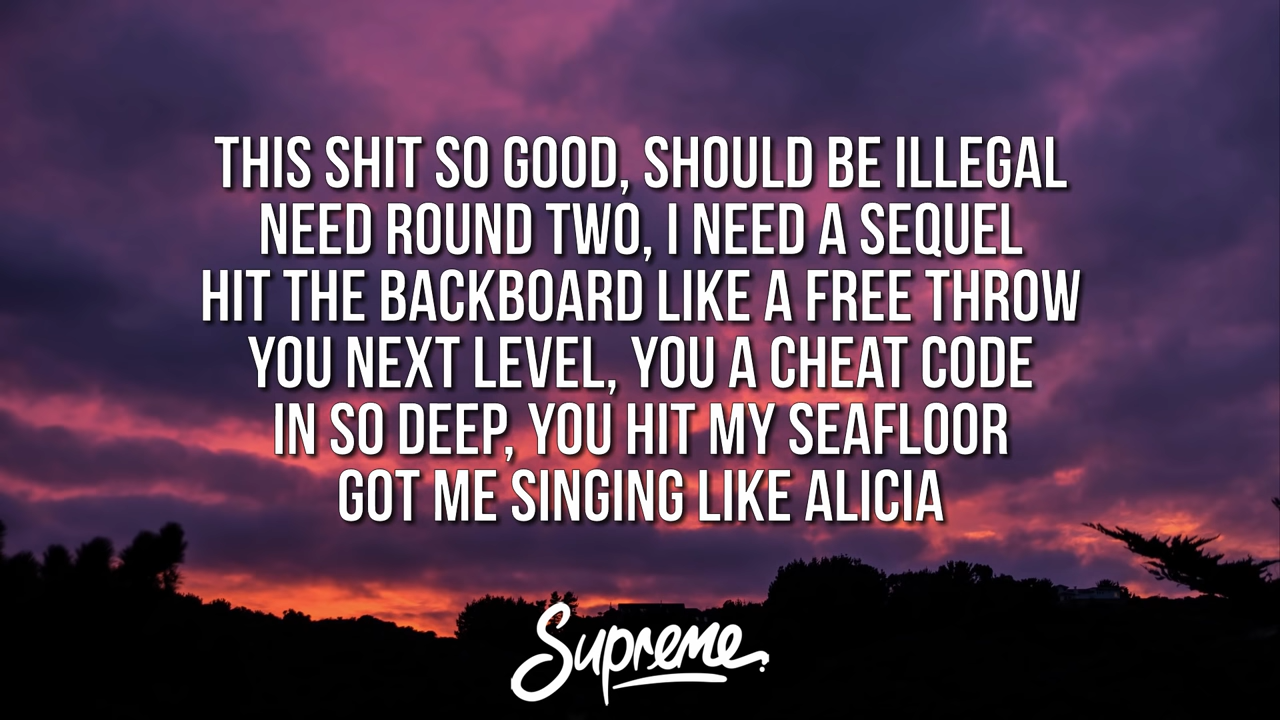 THIS SHIT SO GOOD, SHOULD BE ILLEGAL
NEED ROUND TWO, I NEED A SEQUEL
HIT THE BACKBOARD LIKE A FREE THROW
YOU NEXT LEVEL, YOU A CHEAT CODE
IN SO DEEP, YOU HIT MY SEAFLOOR
GOT ME SINGING LIKE ALICIA
Supreme.